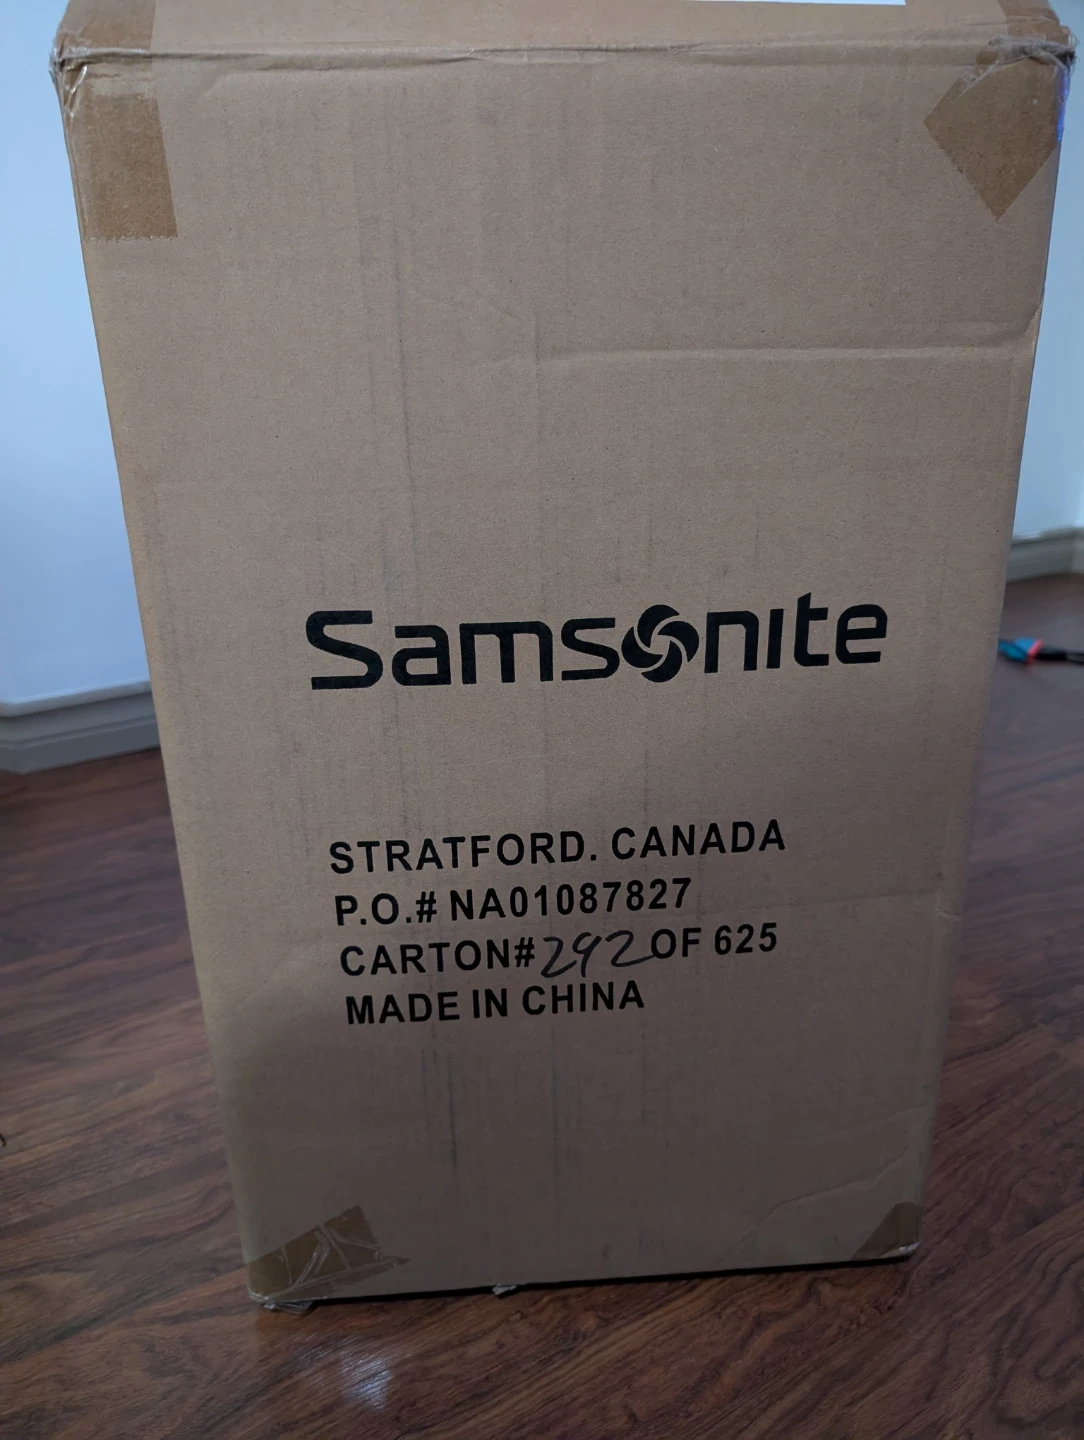 Samsonite
STRATFORD. CANADA
P.O.# NA01087827
CARTON# 292 OF 625
MADE IN CHINA